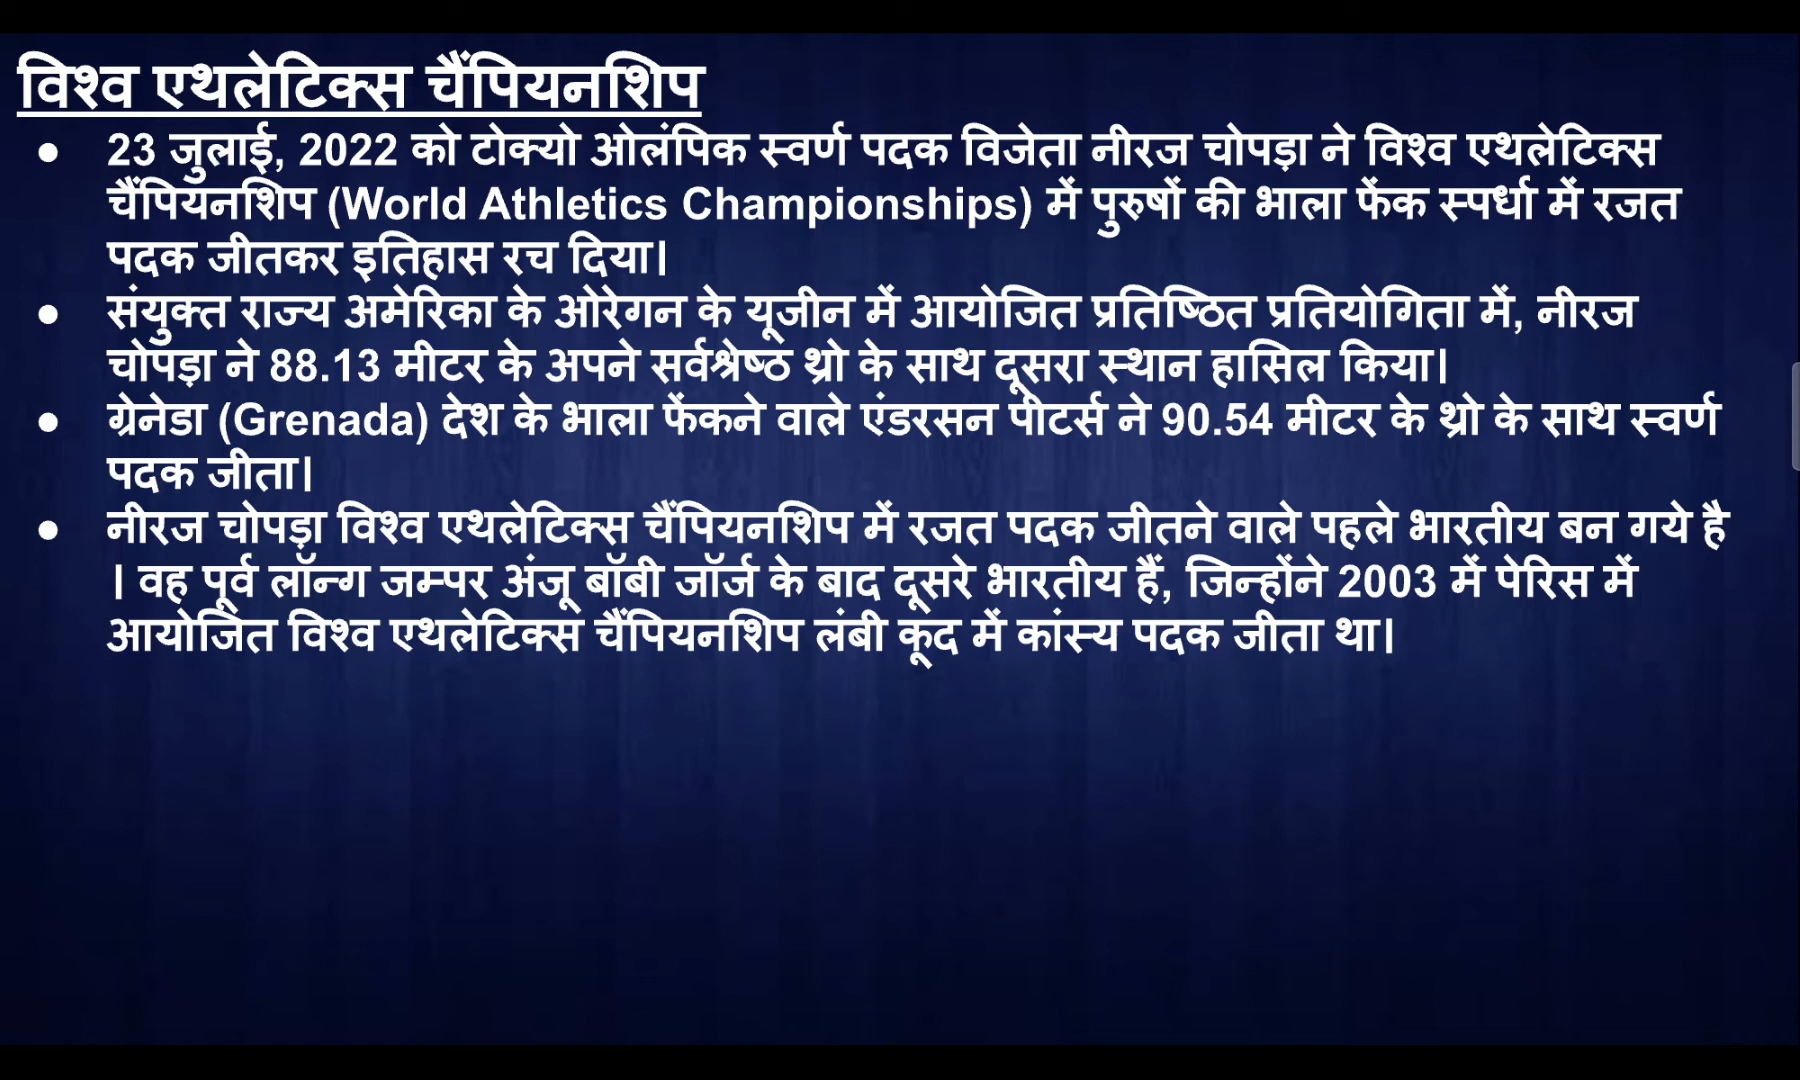 विश्व एथलेटिक्स चैंपियनशिप
● 23 जुलाई, 2022 को टोक्यो ओलंपिक स्वर्ण पदक विजेता नीरज चोपड़ा ने विश्व एथलेटिक्स
चैंपियनशिप (World Athletics Championships) में पुरुषों की भाला फेंक स्पर्धा में रजत
पदक जीतकर इतिहास रच दिया।
● संयुक्त राज्य अमेरिका के ओरेगन के यूजीन में आयोजित प्रतिष्ठित प्रतियोगिता में, नीरज
चोपड़ा ने 88.13 मीटर के अपने सर्वश्रेष्ठ थ्रो के साथ दूसरा स्थान हासिल किया।
● ग्रेनेडा (Grenada) देश के भाला फेंकने वाले एंडरसन पीटर्स ने 90.54 मीटर के थ्रो के साथ स्वर्ण
पदक जीता।
● नीरज चोपड़ा विश्व एथलेटिक्स चैंपियनशिप में रजत पदक जीतने वाले पहले भारतीय बन गये है
। वह पूर्व लॉन्ग जम्पर अंजू बॉबी जॉर्ज के बाद दूसरे भारतीय हैं, जिन्होंने 2003 में पेरिस में
आयोजित विश्व एथलेटिक्स चैंपियनशिप लंबी कूद में कांस्य पदक जीता था।